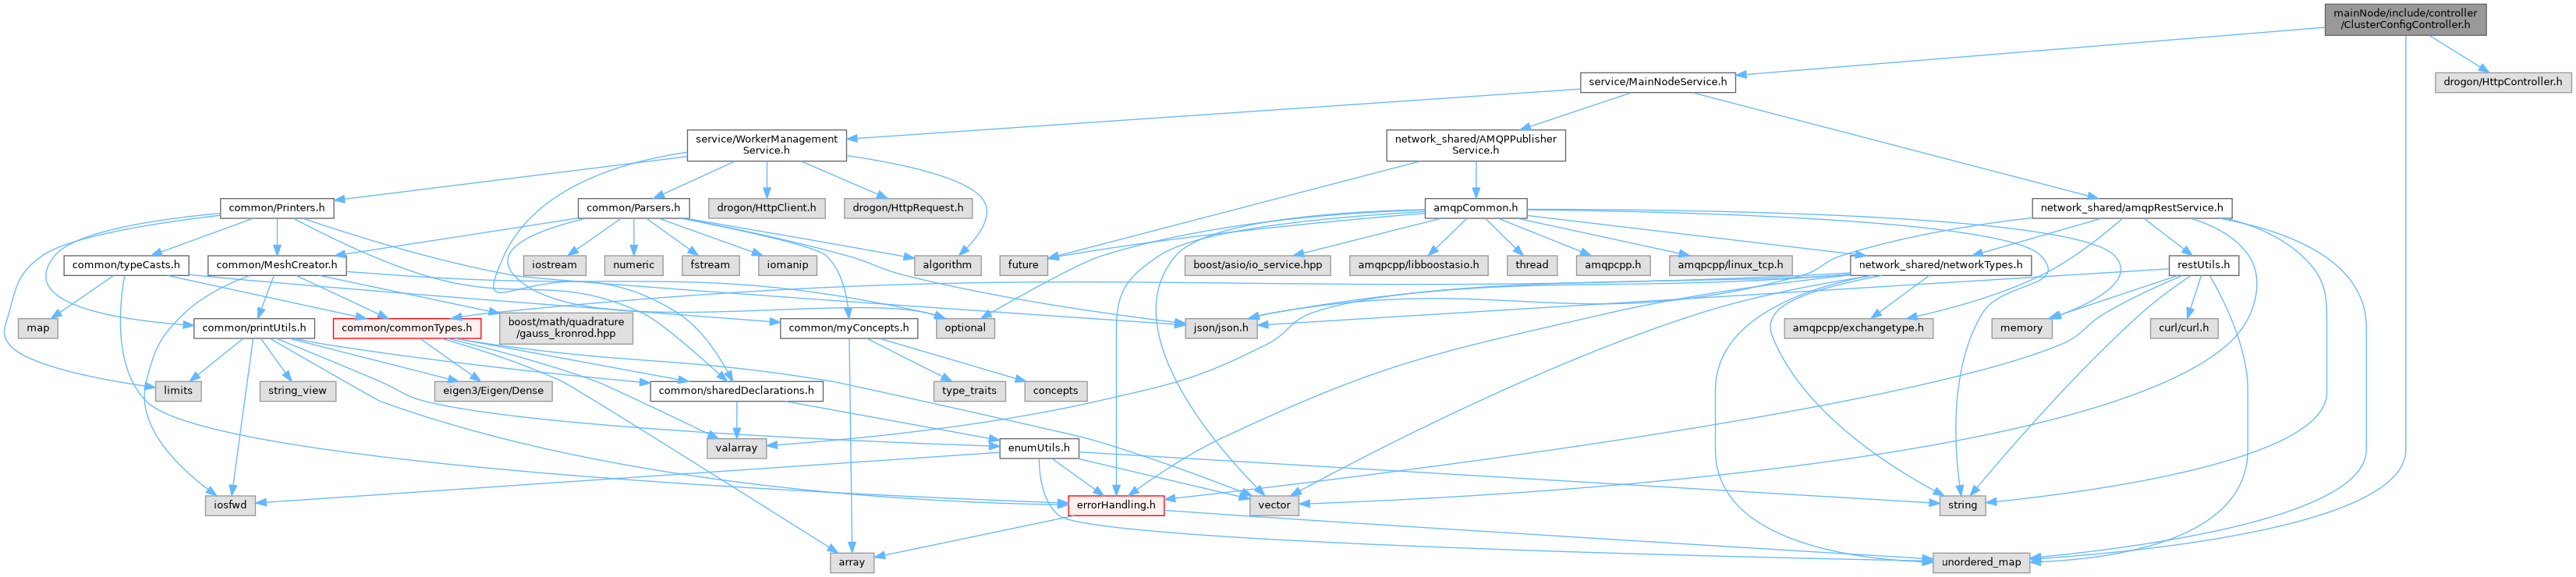 mainNode/include/controller
/ClusterConfigController.h
service/MainNodeService.h
drogon/HttpController.h
service/WorkerManagement
Service.h
network_shared/AMQPPublisher
Service.h
common/Printers.h
common/Parsers.h
drogon/HttpClient.h
drogon/HttpRequest.h
amqpCommon.h
network_shared/amqpRestService.h
common/typeCasts.h
common/MeshCreator.h
iostream
numeric
fstream
iomanip
algorithm
future
boost/asio/io_service.hpp
amqpcpp/libboostasio.h
thread
amqpcpp.h
amqpcpp/linux_tcp.h
network_shared/networkTypes.h
restUtils.h
map
common/printUtils.h
common/commonTypes.h
boost/math/quadrature
/gauss_kronrod.hpp
common/myConcepts.h
optional
json/json.h
amqpcpp/exchangetype.h
memory
curl/curl.h
limits
string_view
eigen3/Eigen/Dense
common/sharedDeclarations.h
type_traits
concepts
valarray
enumUtils.h
iosfwd
errorHandling.h
vector
string
array
unordered_map